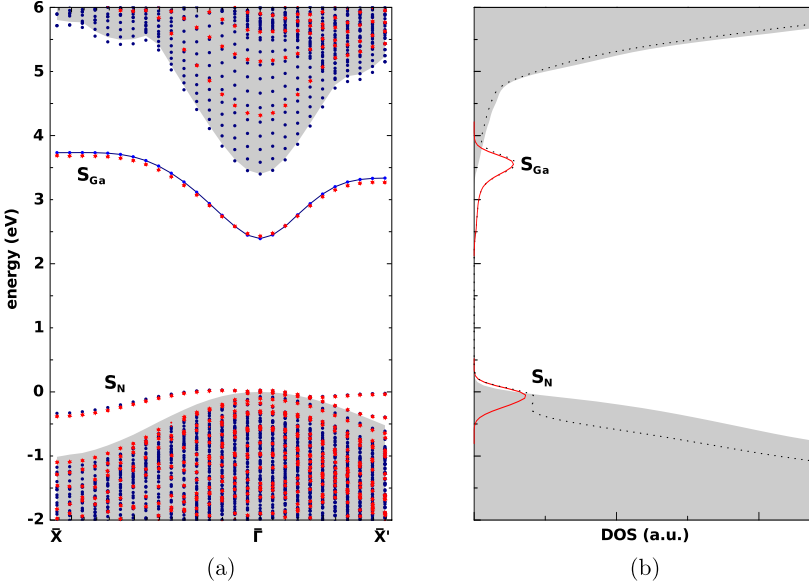 6
5
4
3
2
1
0
-1
-2
energy (eV)
S_Ga
S_N
X̄
Γ̄
X̄'
S_Ga
S_N
DOS (a.u.)
(a)
(b)